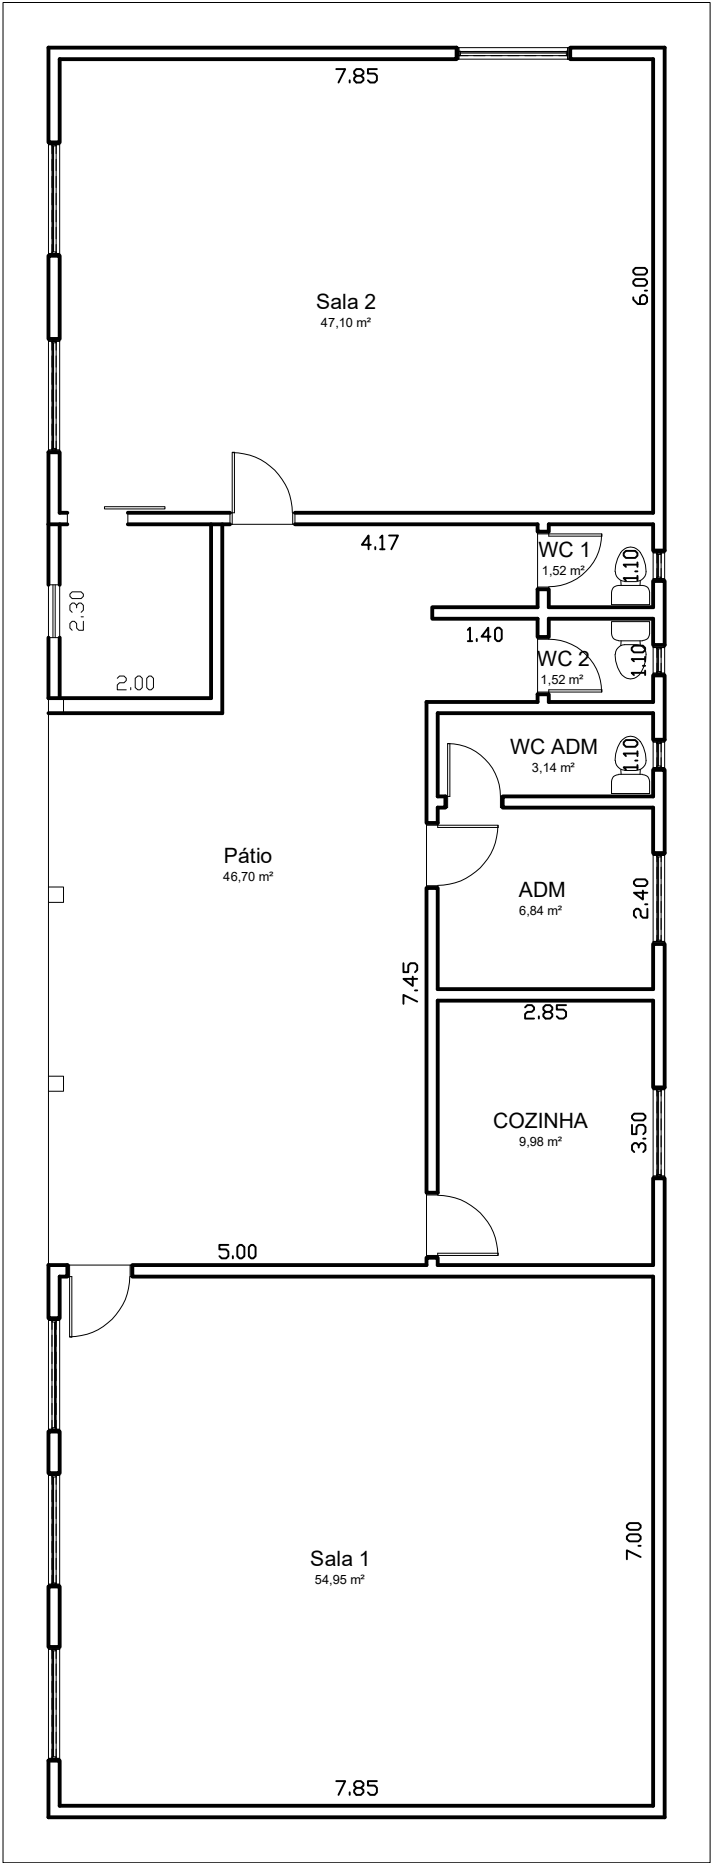 7.85
6.00
Sala 2
47,10 m²
4.17
WC 1
1,52 m²
1.10
2.30
1.40
WC 2
1,52 m²
1.10
2.00
WC ADM
3,14 m²
1.10
Pátio
46,70 m²
ADM
6,84 m²
2.40
7.45
2.85
COZINHA
9,98 m²
3.50
5.00
7.00
Sala 1
54,95 m²
7.85